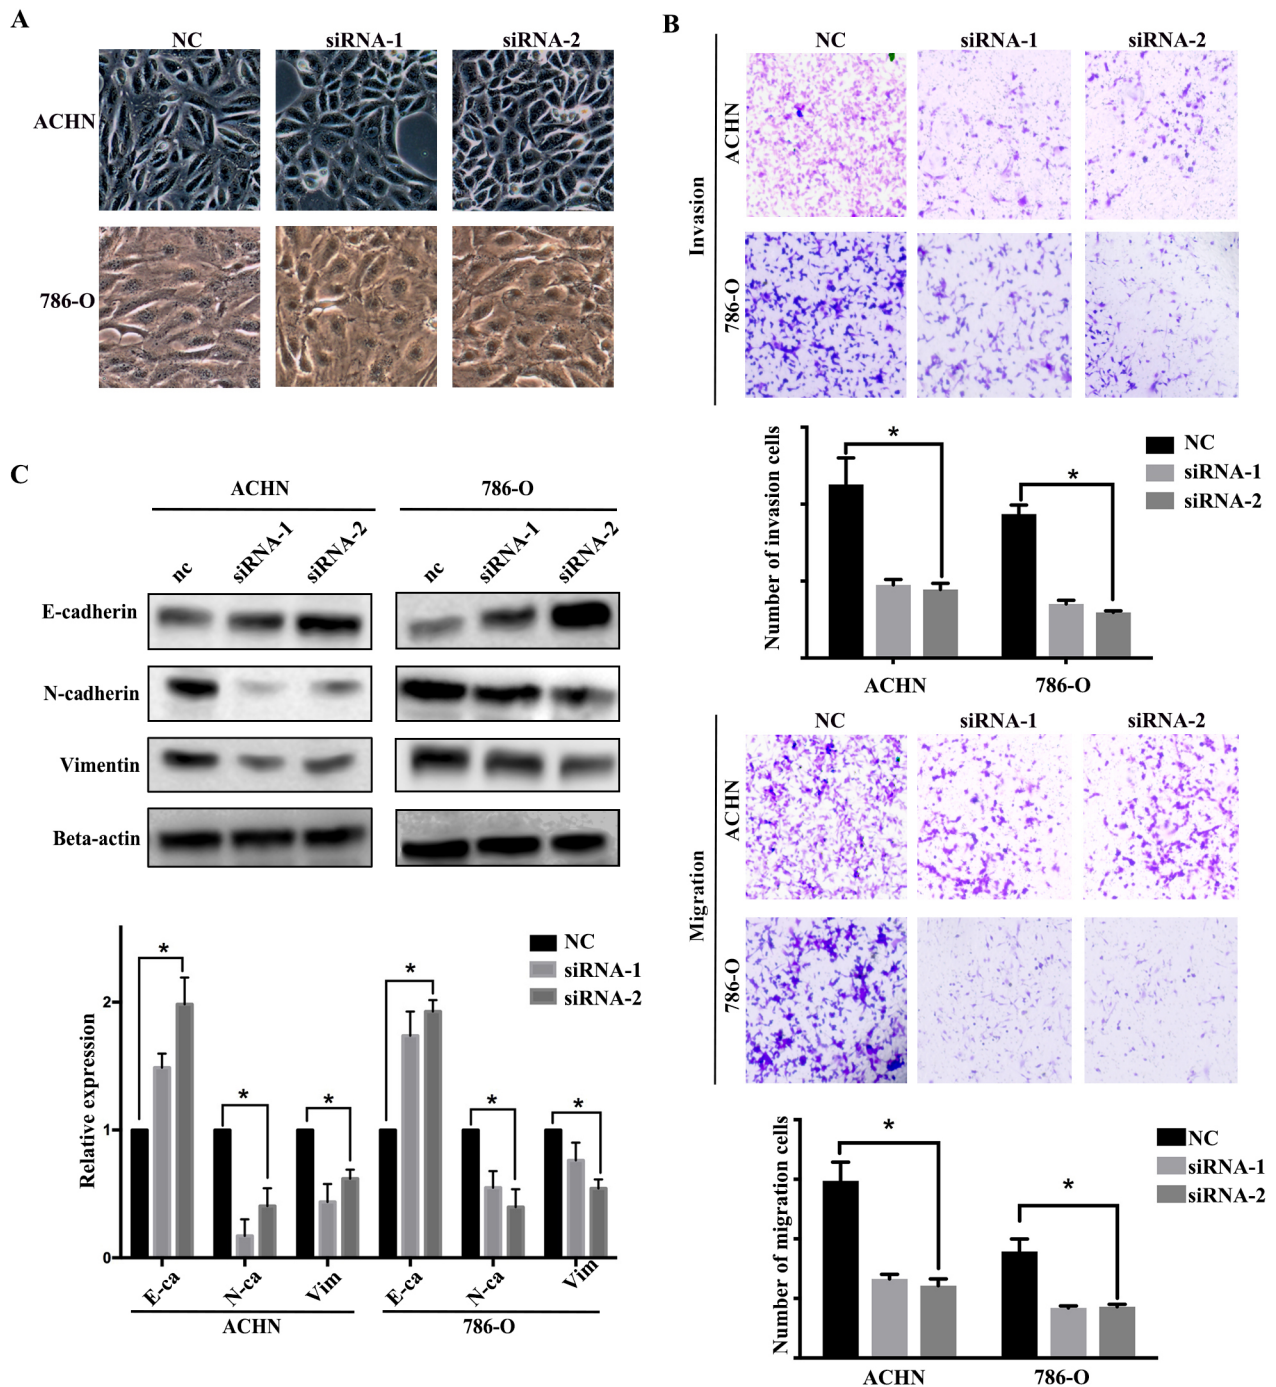 A
NC siRNA-1 siRNA-2
ACHN
786-O
B
NC siRNA-1 siRNA-2
Invasion
ACHN
786-O
Number of invasion cells
*
*
NC
siRNA-1
siRNA-2
ACHN 786-O
C
ACHN 786-O
nc siRNA-1 siRNA-2 nc siRNA-1 siRNA-2
E-cadherin
N-cadherin
Vimentin
Beta-actin
Relative expression
2
1
0
* * * * * *
NC
siRNA-1
siRNA-2
E-ca N-ca Vim E-ca N-ca Vim
ACHN 786-O
NC siRNA-1 siRNA-2
Migration
ACHN
786-O
Number of migration cells
*
*
NC
siRNA-1
siRNA-2
ACHN 786-O